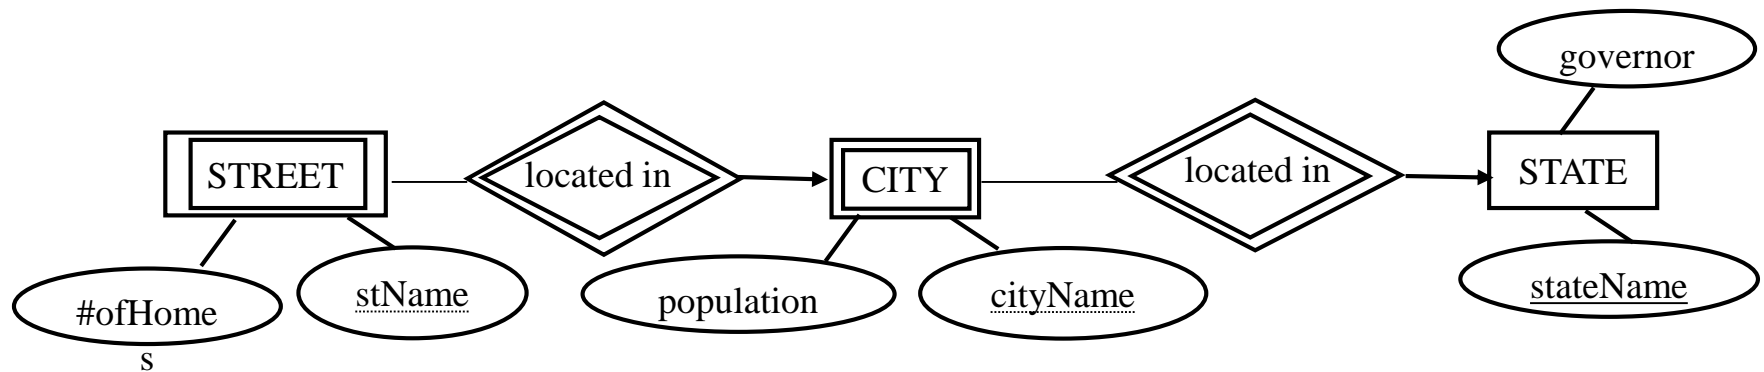 governor
STREET
located in
CITY
located in
STATE
#ofHome
s
stName
population
cityName
stateName